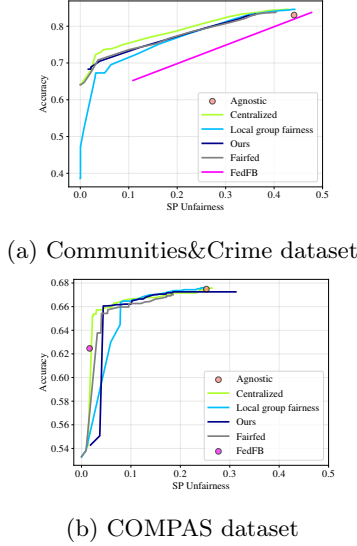 0.8
0.7
0.6
0.5
0.4
Accuracy
Agnostic
Centralized
Local group fairness
Ours
Fairfed
FedFB
0.0 0.1 0.2 0.3 0.4 0.5
SP Unfairness
(a) Communities&Crime dataset
0.68
0.66
0.64
0.62
0.60
0.58
0.56
0.54
Accuracy
Agnostic
Centralized
Local group fairness
Ours
Fairfed
FedFB
0.0 0.1 0.2 0.3 0.4 0.5
SP Unfairness
(b) COMPAS dataset